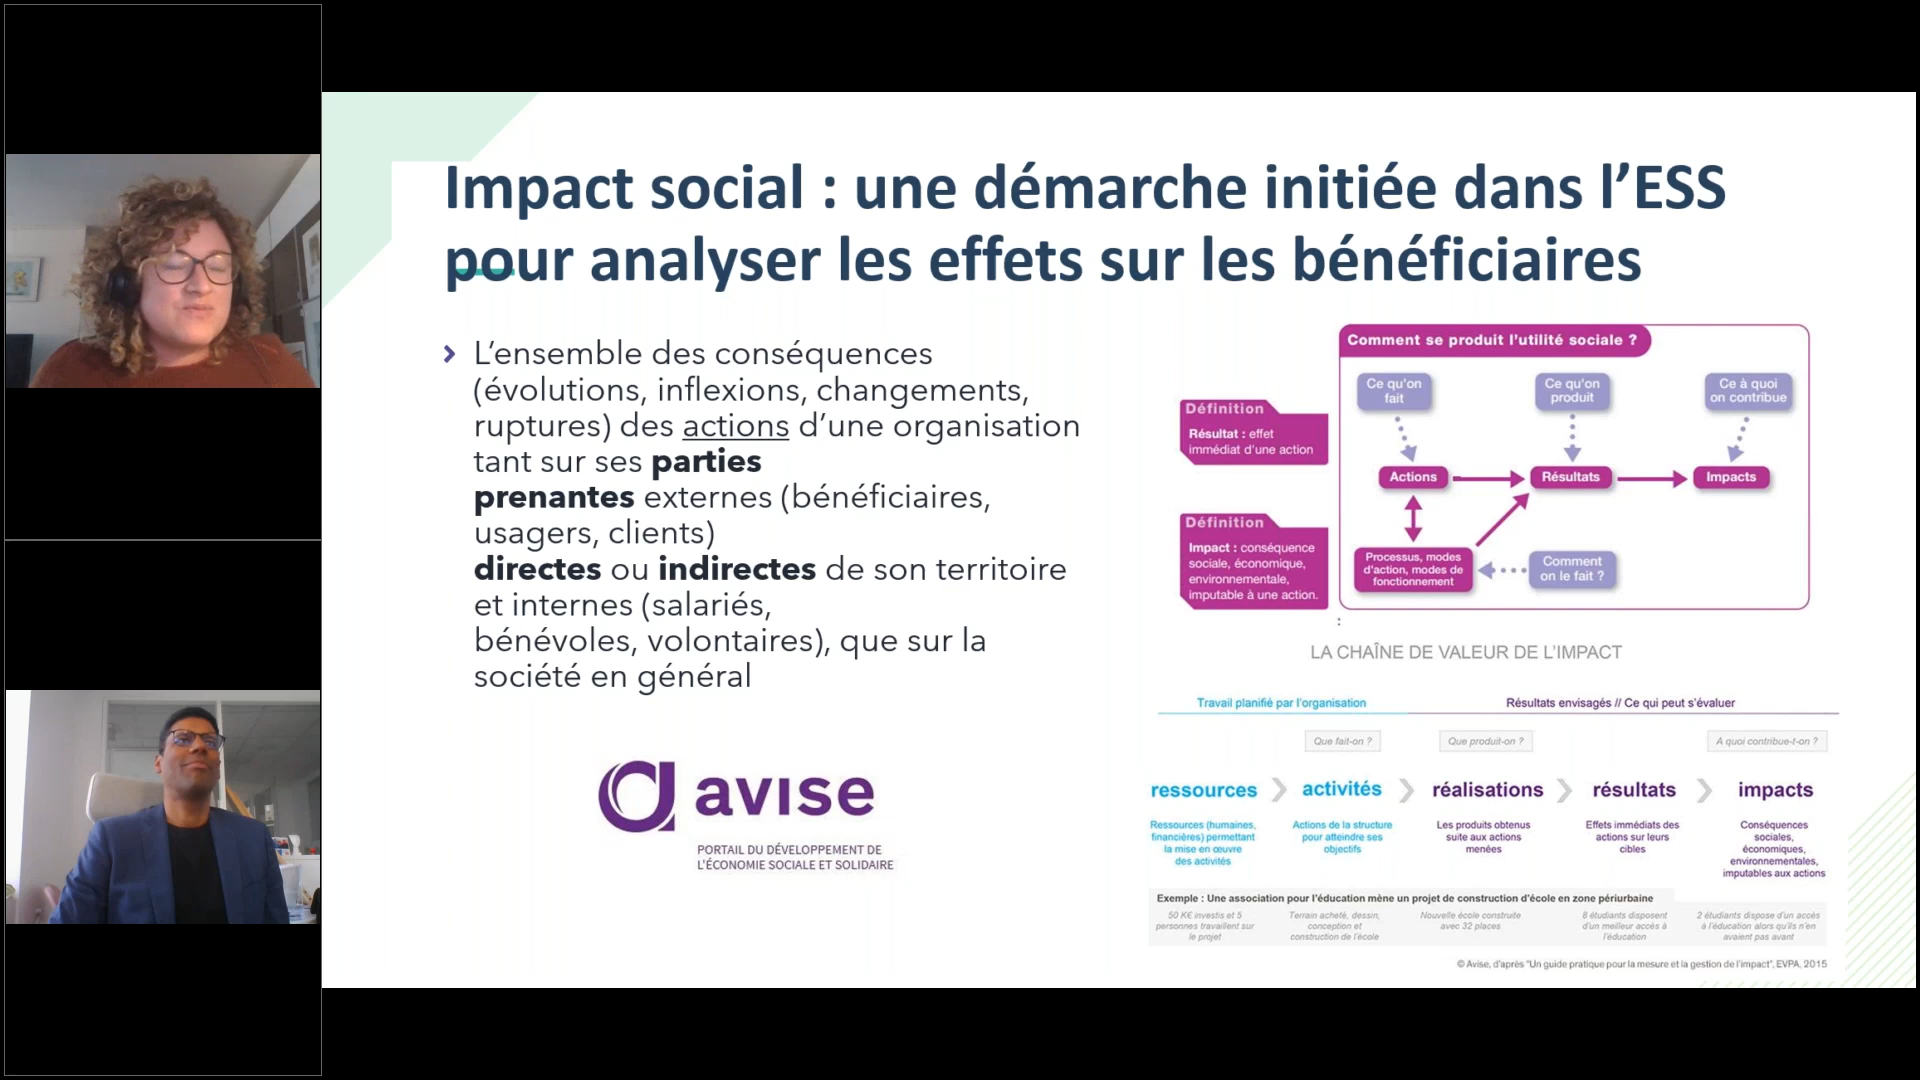 Impact social : une démarche initiée dans l’ESS
pour analyser les effets sur les bénéficiaires
L’ensemble des conséquences
(évolutions, inflexions, changements,
ruptures) des actions d’une organisation
tant sur ses parties
prenantes externes (bénéficiaires,
usagers, clients)
directes ou indirectes de son territoire
et internes (salariés,
bénévoles, volontaires), que sur la
société en général
avise
PORTAIL DU DÉVELOPPEMENT DE
L'ÉCONOMIE SOCIALE ET SOLIDAIRE
Définition
Résultat : effet
immédiat d'une action
Définition
Impact : conséquence
sociale, économique,
environnementale,
imputable à une action.
Comment se produit l'utilité sociale ?
Ce qu'on
fait
Ce qu'on
produit
Ce à quoi
on contribue
Actions
Résultats
Impacts
Processus, modes
d'action, modes de
fonctionnement
Comment
on le fait ?
:
LA CHAÎNE DE VALEUR DE L'IMPACT
Travail planifié par l'organisation
Résultats envisagés // Ce qui peut s'évaluer
Que fait-on ?
Que produit-on ?
A quoi contribue-t-on ?
ressources
activités
réalisations
résultats
impacts
Ressources (humaines,
financières) permettant
la mise en œuvre
des activités
Actions de la structure
pour atteindre ses
objectifs
Les produits obtenus
suite aux actions
menées
Effets immédiats des
actions sur leurs
cibles
Conséquences
sociales,
économiques,
environnementales,
imputables aux actions
Exemple : Une association pour l'éducation mène un projet de construction d'école en zone périurbaine
50 K€ investis et 5
personnes travaillent sur
le projet
Terrain acheté, dessin,
conception et
construction de l'école
Nouvelle école construite
avec 32 places
8 étudiants disposent
d'un meilleur accès à
l'éducation
2 étudiants dispose d'un accès
à l'éducation alors qu'ils n'en
avaient pas avant
© Avise, d'après "Un guide pratique pour la mesure et la gestion de l'impact", EVPA, 2015